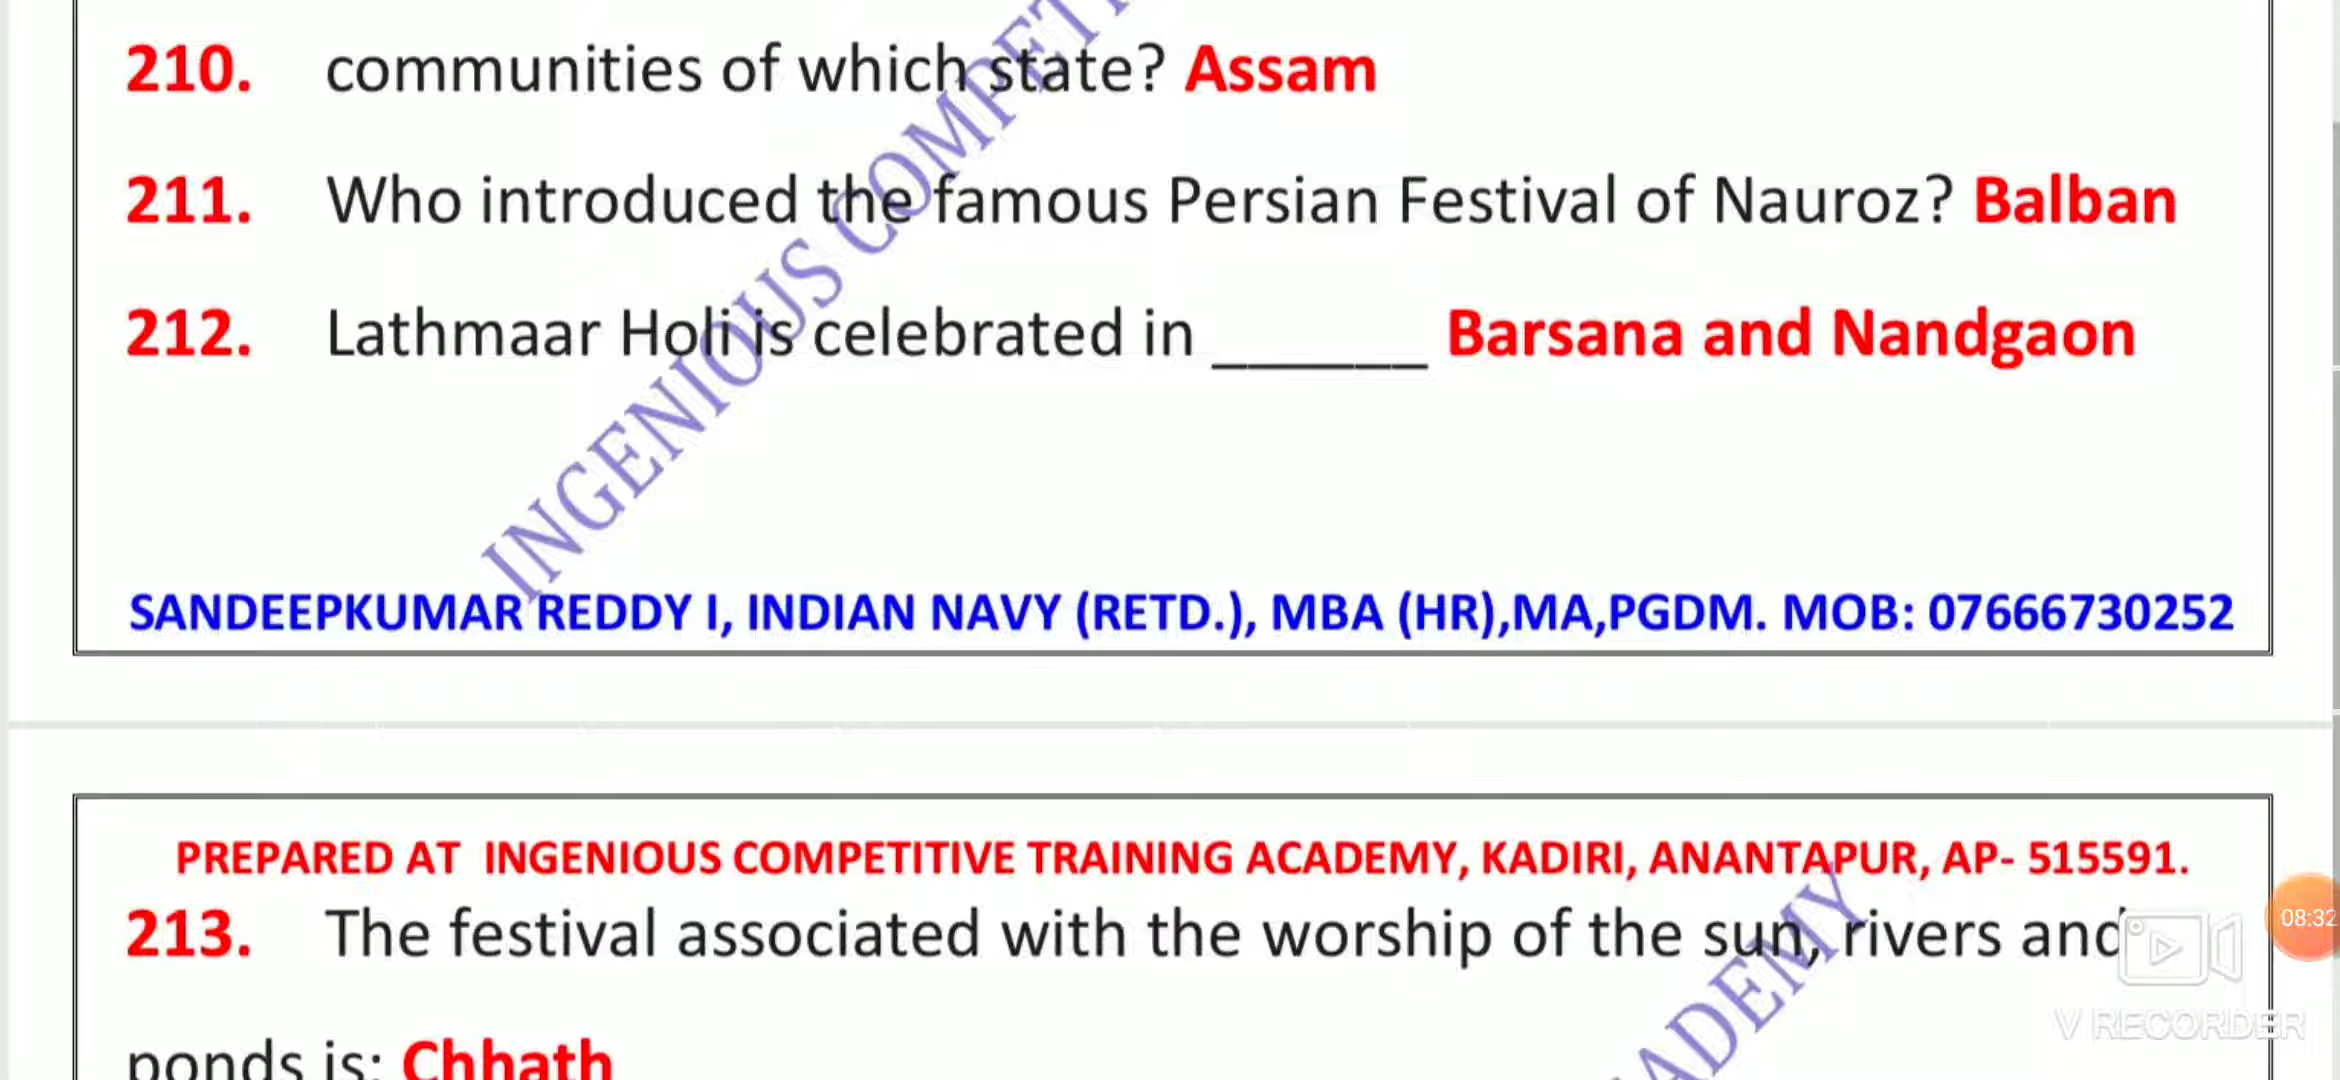 210. communities of which state? Assam
211. Who introduced the famous Persian Festival of Nauroz? Balban
212. Lathmaar Holi is celebrated in ______ Barsana and Nandgaon
INGENIOUS COMPET
SANDEEPKUMAR REDDY I, INDIAN NAVY (RETD.), MBA (HR),MA,PGDM. MOB: 07666730252
PREPARED AT INGENIOUS COMPETITIVE TRAINING ACADEMY, KADIRI, ANANTAPUR, AP- 515591.
213. The festival associated with the worship of the sun, rivers and
08:32
V RECORDER
ponds is: Chhath
ADEMY